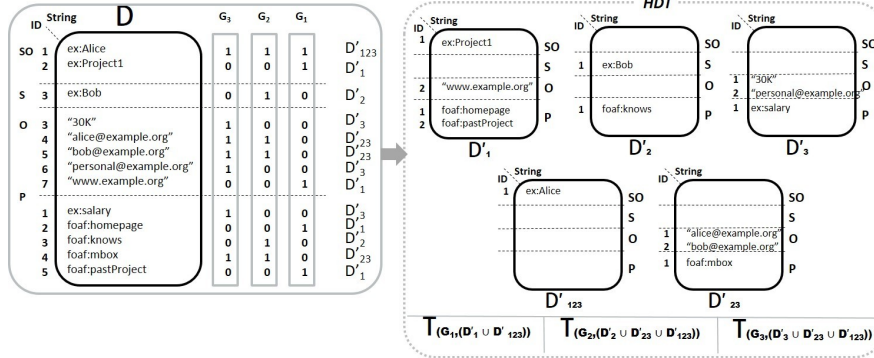 String D G3 G2 G1
ID
SO 1 ex:Alice 1 1 1 D'123
2 ex:Project1 0 0 1 D'1
S 3 ex:Bob 0 1 0 D'2
O 3 "30K" 1 0 0 D'3
4 "alice@example.org" 1 1 0 D'23
5 "bob@example.org" 1 1 0 D'23
6 "personal@example.org" 1 0 0 D'3
7 "www.example.org" 0 0 1 D'1
P
1 ex:salary 1 0 0 D'3
2 foaf:homepage 0 0 1 D'1
3 foaf:knows 0 1 0 D'2
4 foaf:mbox 1 1 0 D'23
5 foaf:pastProject 0 0 1 D'1
HDT
ID String
1 ex:Project1
SO
S
2 "www.example.org" O
1 foaf:homepage
2 foaf:pastProject
P
D'1
ID String
SO
1 ex:Bob S
O
1 foaf:knows P
D'2
ID String
SO
S
1 "30K"
2 "personal@example.org" O
1 ex:salary P
D'3
ID String
1 ex:Alice
SO
S
O
P
D'123
ID String
SO
S
1 "alice@example.org" O
2 "bob@example.org"
1 foaf:mbox P
D'23
T(G1,(D'1 ∪ D'123)) T(G2,(D'2 ∪ D'23 ∪ D'123)) T(G3,(D'3 ∪ D'23 ∪ D'123))